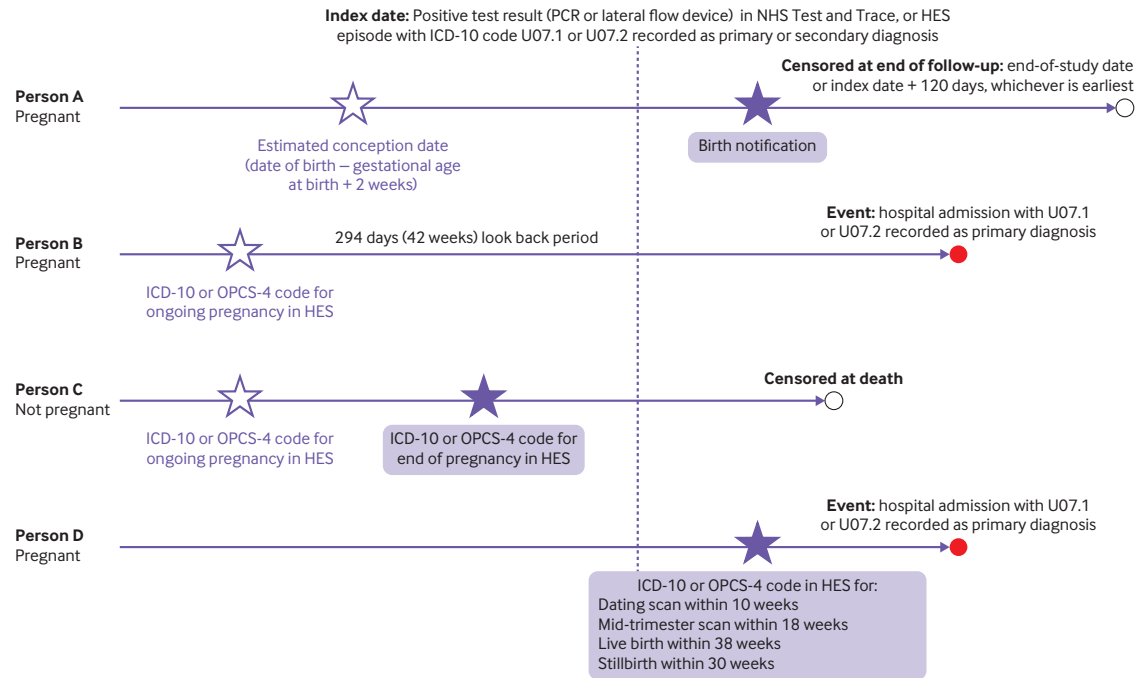 Index date: Positive test result (PCR or lateral flow device) in NHS Test and Trace, or HES
episode with ICD-10 code U07.1 or U07.2 recorded as primary or secondary diagnosis
Censored at end of follow-up: end-of-study date
or index date + 120 days, whichever is earliest
Person A
Pregnant
Estimated conception date
(date of birth – gestational age
at birth + 2 weeks)
Birth notification
Person B
Pregnant
294 days (42 weeks) look back period
Event: hospital admission with U07.1
or U07.2 recorded as primary diagnosis
ICD-10 or OPCS-4 code for
ongoing pregnancy in HES
Person C
Not pregnant
Censored at death
ICD-10 or OPCS-4 code for
ongoing pregnancy in HES
ICD-10 or OPCS-4 code for
end of pregnancy in HES
Person D
Pregnant
Event: hospital admission with U07.1
or U07.2 recorded as primary diagnosis
ICD-10 or OPCS-4 code in HES for:
Dating scan within 10 weeks
Mid-trimester scan within 18 weeks
Live birth within 38 weeks
Stillbirth within 30 weeks